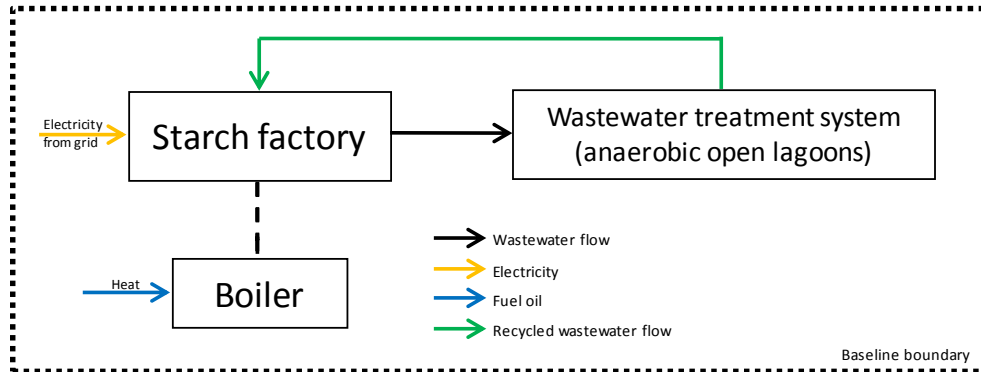 Electricity
from grid
Starch factory
Wastewater treatment system
(anaerobic open lagoons)
Heat
Boiler
Wastewater flow
Electricity
Fuel oil
Recycled wastewater flow
Baseline boundary